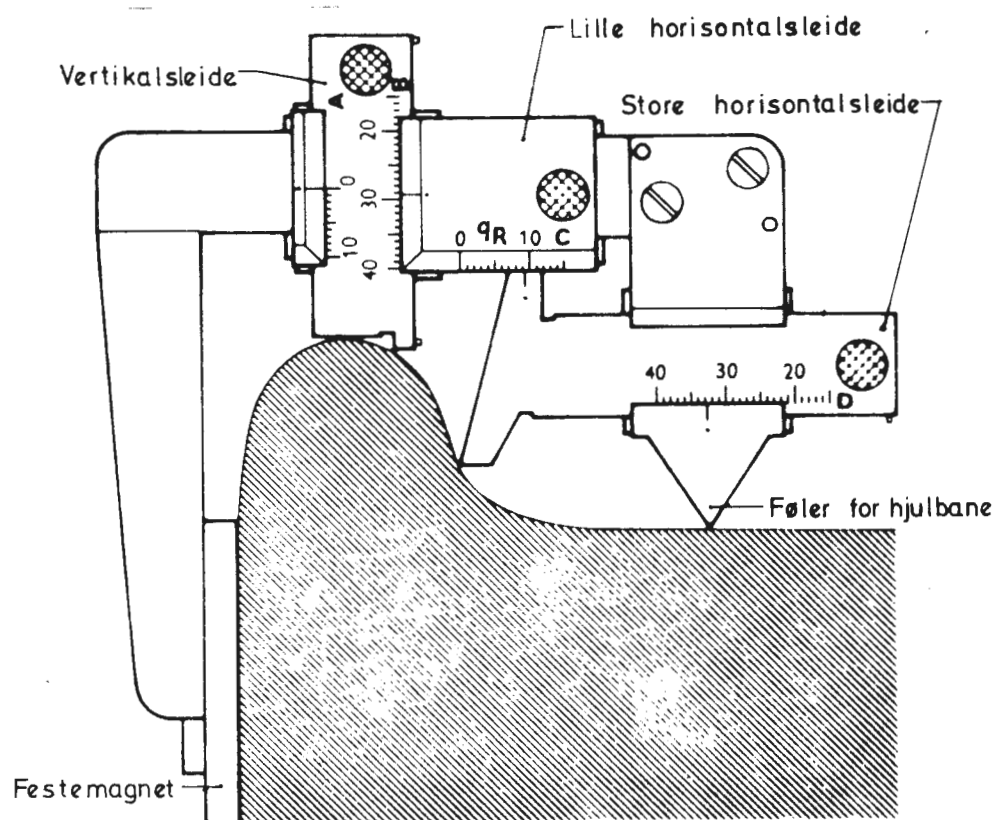 Lille horisontalsleide
Vertikalsleide
Store horisontalsleide
A
B
20
30
40
0
10
0 qR 10 C
40 30 20
D
Føler for hjulbane
Festemagnet